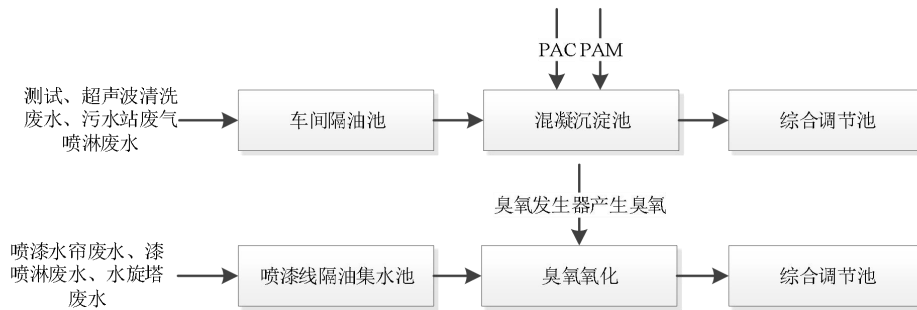 PAC PAM
测试、超声波清洗
废水、污水站废气
喷淋废水
车间隔油池
混凝沉淀池
综合调节池
臭氧发生器产生臭氧
喷漆水帘废水、漆
喷淋废水、水旋塔
废水
喷漆线隔油集水池
臭氧氧化
综合调节池